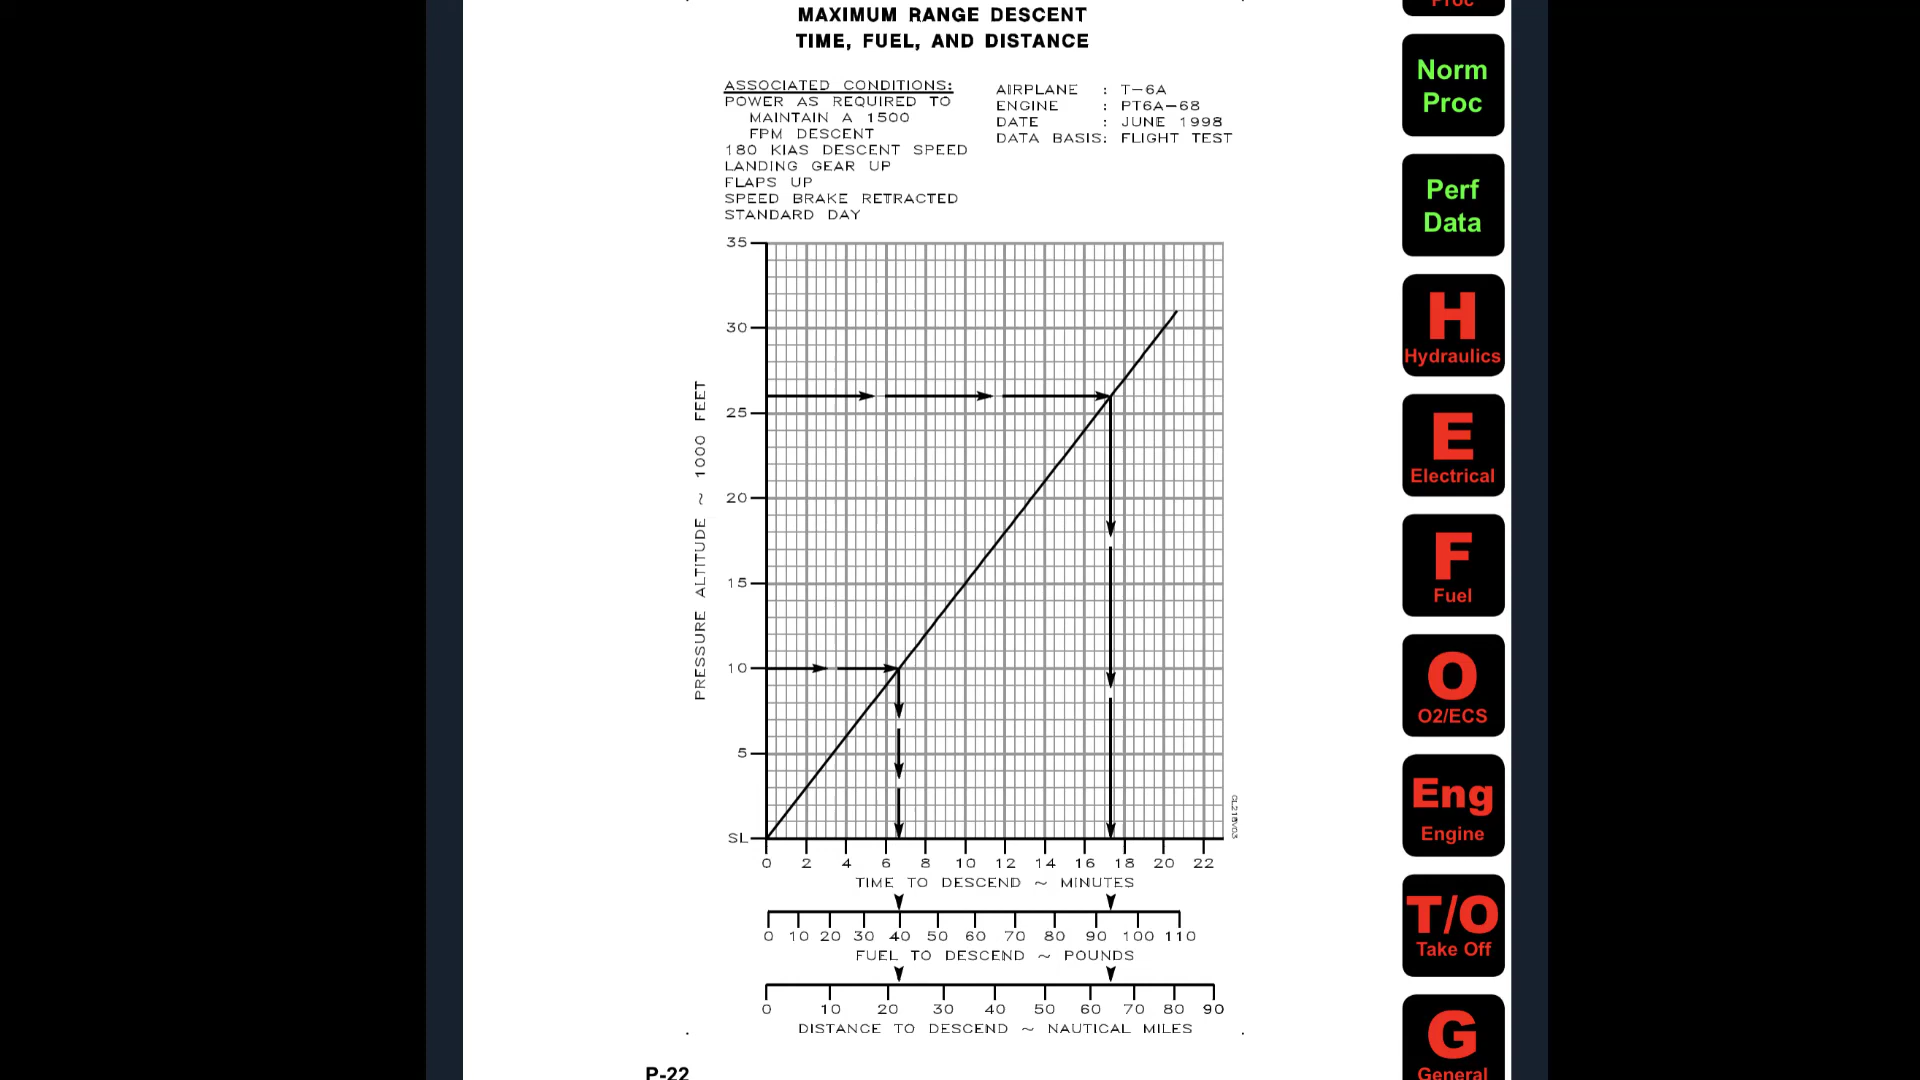 MAXIMUM RANGE DESCENT
TIME, FUEL, AND DISTANCE
ASSOCIATED CONDITIONS:
POWER AS REQUIRED TO
MAINTAIN A 1500
FPM DESCENT
180 KIAS DESCENT SPEED
LANDING GEAR UP
FLAPS UP
SPEED BRAKE RETRACTED
STANDARD DAY
AIRPLANE : T-6A
ENGINE : PT6A-68
DATE : JUNE 1998
DATA BASIS: FLIGHT TEST
PRESSURE ALTITUDE ~ 1000 FEET
35
30
25
20
15
10
5
SL
0 2 4 6 8 10 12 14 16 18 20 22
TIME TO DESCEND ~ MINUTES
0 10 20 30 40 50 60 70 80 90 100 110
FUEL TO DESCEND ~ POUNDS
0 10 20 30 40 50 60 70 80 90
DISTANCE TO DESCEND ~ NAUTICAL MILES
P-22
Proc
Norm
Proc
Perf
Data
H
Hydraulics
E
Electrical
F
Fuel
O
O2/ECS
Eng
Engine
T/O
Take Off
G
General